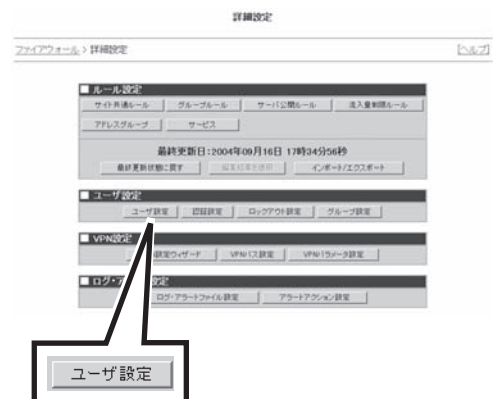 詳細設定
ファイアウォール > 詳細設定 [ヘルプ]
■ ルール設定
サイト共通ルール グループルール サーバ公開ルール 流入量制限ルール
アドレスグループ サービス
最終更新日:2004年09月16日 17時34分56秒
最終更新状態に戻す 編集結果を適用 インポート/エクスポート
■ ユーザ設定
ユーザ設定 認証設定 ロックアウト設定 グループ設定
■ VPN設定
設定ウィザード VPNパス設定 VPNパラメータ設定
■ ログ・ア 設定
ログ・アラートファイル設定 アラートアクション設定
ユーザ設定